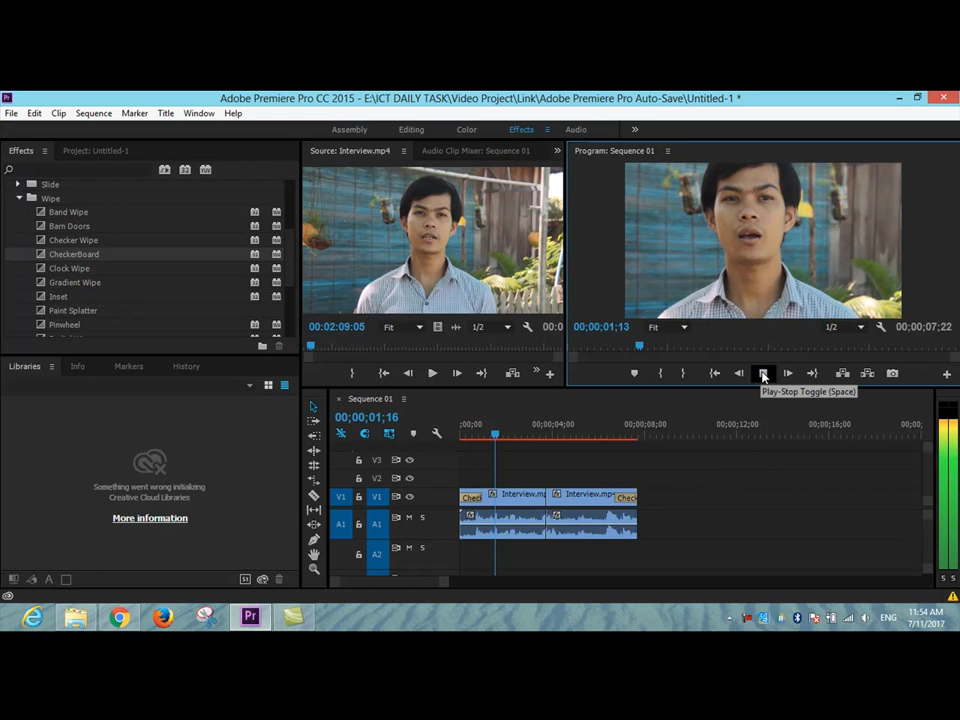 Adobe Premiere Pro CC 2015 - E:\ICT DAILY TASK\Video Project\Link\Adobe Premiere Pro Auto-Save\Untitled-1 *
File Edit Clip Sequence Marker Title Window Help
Assembly Editing Color Effects Audio
Effects Project: Untitled-1
Source: Interview.mp4 Audio Clip Mixer: Sequence 01
Program: Sequence 01
Slide
Wipe
Band Wipe
Barn Doors
Checker Wipe
CheckerBoard
Clock Wipe
Gradient Wipe
Inset
Paint Splatter
Pinwheel
00:02:09:05 Fit 1/2 00:0
00;00;01;13 Fit 1/2 00;00;07;22
Play-Stop Toggle (Space)
Libraries Info Markers History
Something went wrong initializing
Creative Cloud Libraries
More information
Sequence 01
00;00;01;16
;00;00 00;00;04;00 00;00;08;00 00;00;12;00 00;00;16;00 00;00;
V3
V2
V1 V1 Check Interview.mp Interview.mp4 Check
A1 A1 M S
A2 M S
S S
ENG
11:54 AM
7/11/2017